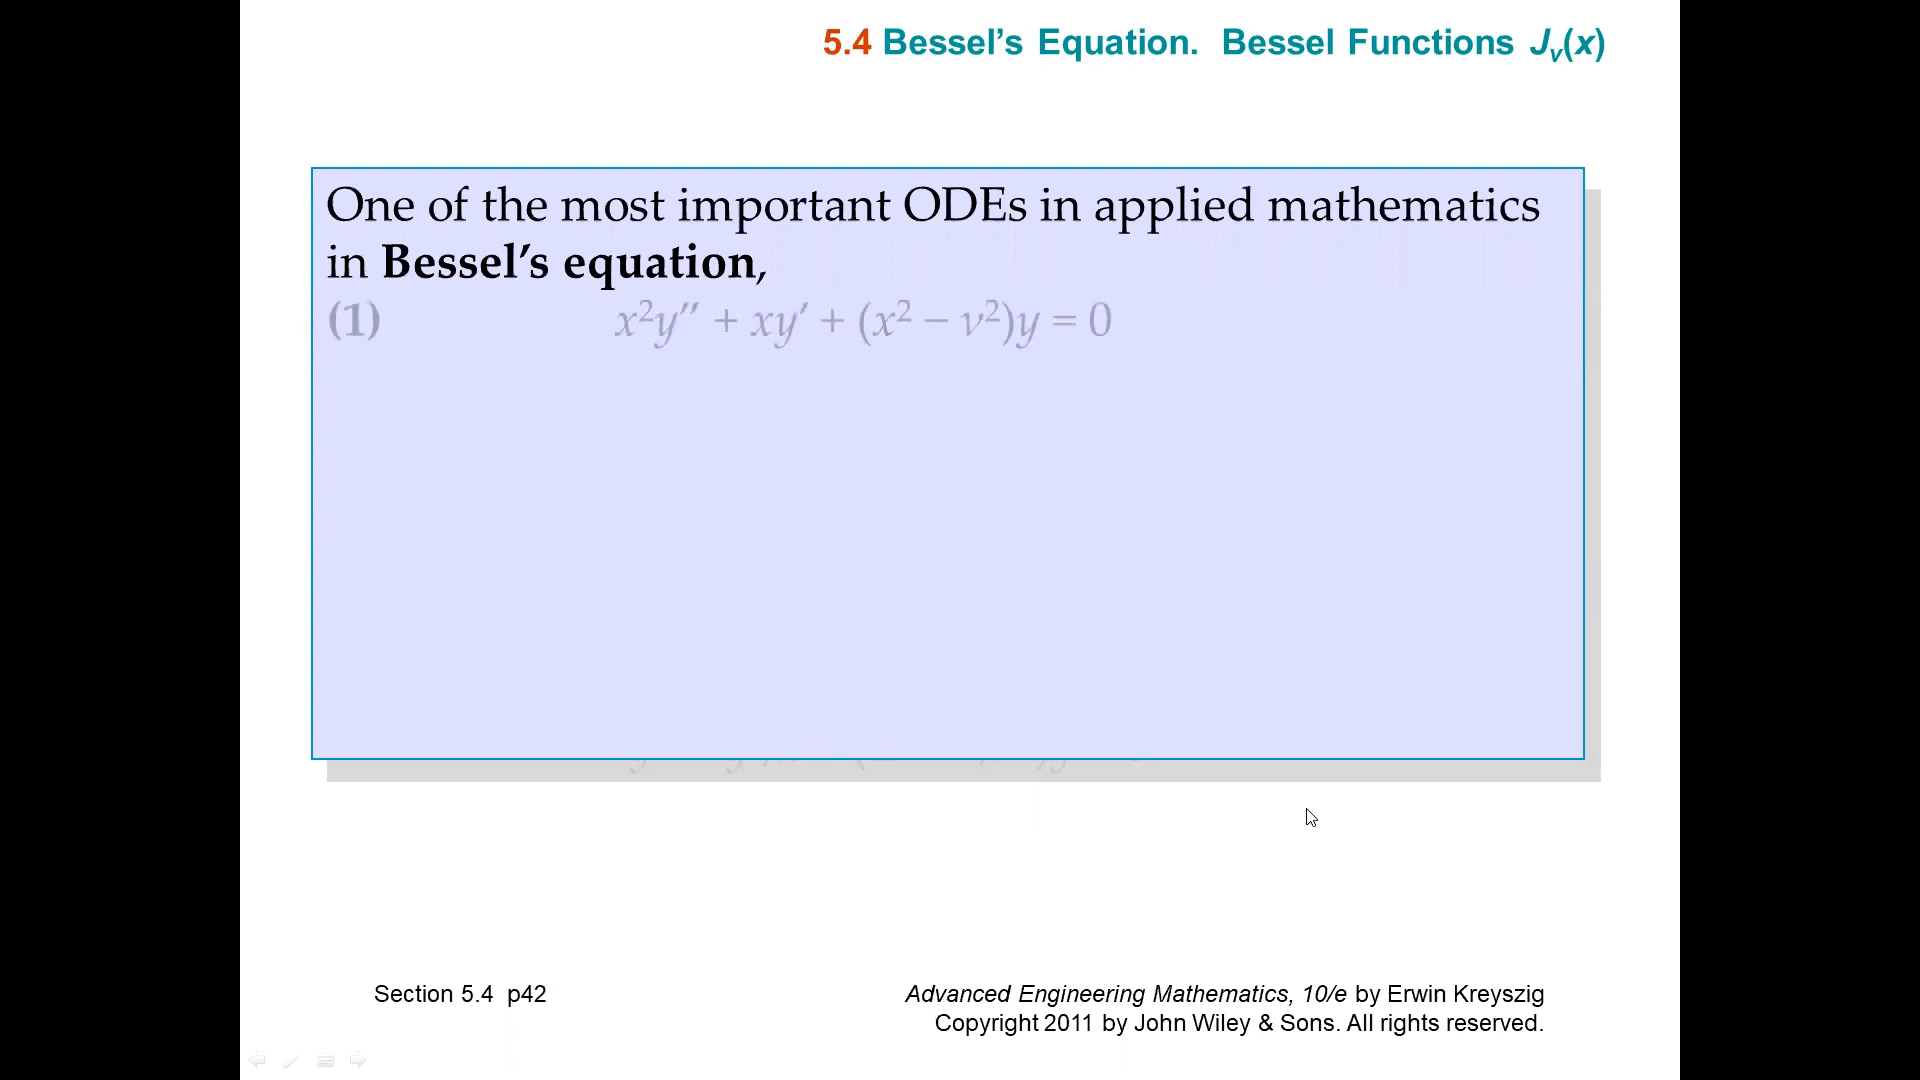 5.4 Bessel’s Equation. Bessel Functions Jᵥ(x)
One of the most important ODEs in applied mathematics
in Bessel’s equation,
(1) x²y″ + xy′ + (x² − ν²)y = 0
Section 5.4 p42
Advanced Engineering Mathematics, 10/e by Erwin Kreyszig
Copyright 2011 by John Wiley & Sons. All rights reserved.